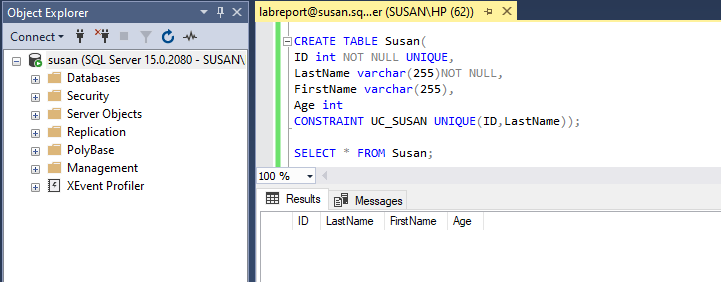 Object Explorer
Connect
susan (SQL Server 15.0.2080 - SUSAN\
Databases
Security
Server Objects
Replication
PolyBase
Management
XEvent Profiler
labreport@susan.sq...er (SUSAN\HP (62))
CREATE TABLE Susan(
ID int NOT NULL UNIQUE,
LastName varchar(255)NOT NULL,
FirstName varchar(255),
Age int
CONSTRAINT UC_SUSAN UNIQUE(ID,LastName));
SELECT * FROM Susan;
100 %
Results Messages
ID LastName FirstName Age